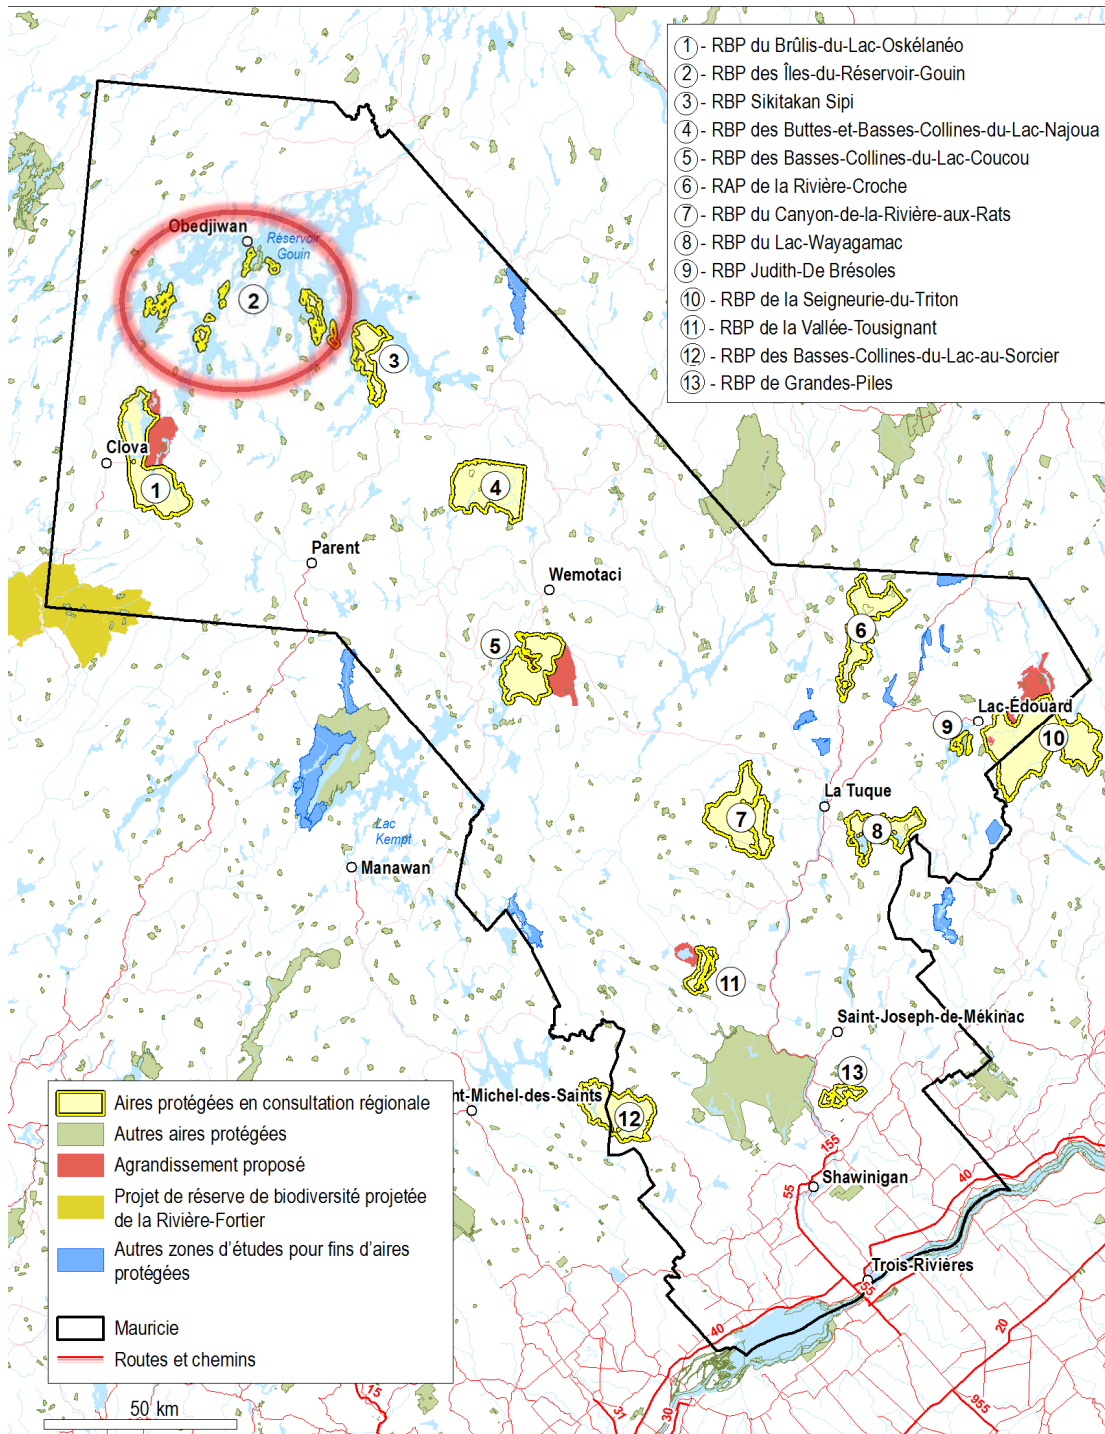 1 - RBP du Brûlis-du-Lac-Oskélanéo
2 - RBP des Îles-du-Réservoir-Gouin
3 - RBP Sikitakan Sipi
4 - RBP des Buttes-et-Basses-Collines-du-Lac-Najoua
5 - RBP des Basses-Collines-du-Lac-Coucou
6 - RAP de la Rivière-Croche
7 - RBP du Canyon-de-la-Rivière-aux-Rats
8 - RBP du Lac-Wayagamac
9 - RBP Judith-De Brésoles
10 - RBP de la Seigneurie-du-Triton
11 - RBP de la Vallée-Tousignant
12 - RBP des Basses-Collines-du-Lac-au-Sorcier
13 - RBP de Grandes-Piles
Obedjiwan
Réservoir
Gouin
2
3
Clova
1
4
Parent
Wemotaci
5
6
Lac-Édouard
9
10
La Tuque
7
8
Lac
Kempt
Manawan
11
Saint-Joseph-de-Mékinac
13
nt-Michel-des-Saints
12
155
55
40
Shawinigan
Trois-Rivières
55
40
20
955
31
30
15
Aires protégées en consultation régionale
Autres aires protégées
Agrandissement proposé
Projet de réserve de biodiversité projetée
de la Rivière-Fortier
Autres zones d'études pour fins d'aires
protégées
Mauricie
Routes et chemins
50 km